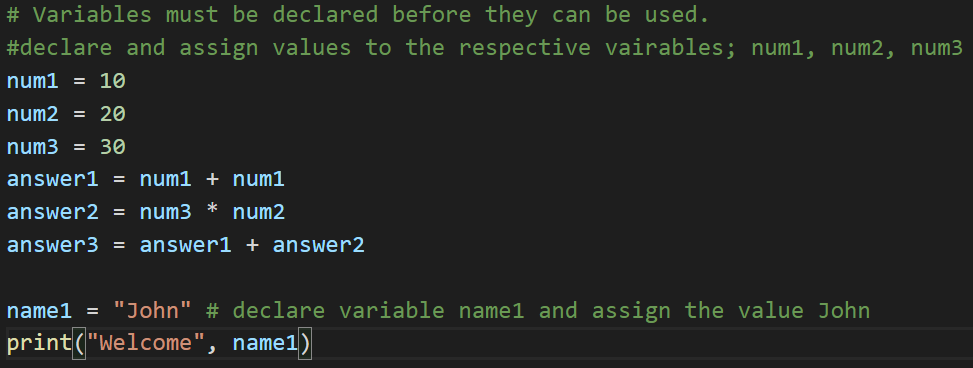 # Variables must be declared before they can be used.
#declare and assign values to the respective vairables; num1, num2, num3
num1 = 10
num2 = 20
num3 = 30
answer1 = num1 + num1
answer2 = num3 * num2
answer3 = answer1 + answer2
name1 = "John" # declare variable name1 and assign the value John
print("Welcome", name1)